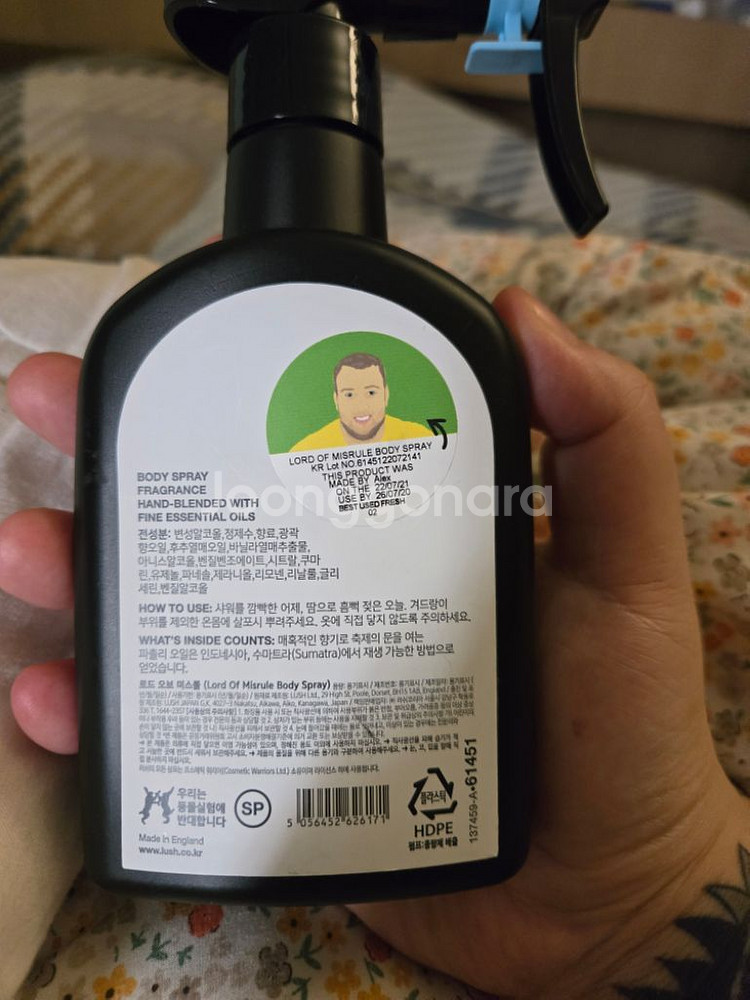 LORD OF MISRULE BODY SPRAY
KR Lot NO.6145122072141
THIS PRODUCT WAS
MADE BY Alex
ON THE 22/07/21
USE BY 26/07/20
BEST USED FRESH
02
joonggonara
BODY SPRAY
FRAGRANCE
HAND-BLENDED WITH
FINE ESSENTIAL OILS
전성분: 변성알코올,정제수,향료,광곽
향오일,후추열매오일,바닐라열매추출물,
아니스알코올,벤질벤조에이트,시트랄,쿠마
린,유제놀,파네솔,제라니올,리모넨,리날룰,글리
세린,벤질알코올
HOW TO USE: 샤워를 깜빡한 어제, 땀으로 흠뻑 젖은 오늘. 겨드랑이
부위를 제외한 온몸에 살포시 뿌려주세요. 옷에 직접 닿지 않도록 주의하세요.
WHAT'S INSIDE COUNTS: 매혹적인 향기로 축제의 문을 여는
파촐리 오일은 인도네시아, 수마트라(Sumatra)에서 재생 가능한 방법으로
얻었습니다.
로드 오브 미스룰 (Lord Of Misrule Body Spray)
우리는
동물실험에
반대합니다
SP
5 056452 626171
플라스틱
HDPE
펌프:종량제 배출
137459-A•61451
Made in England
www.lush.co.kr